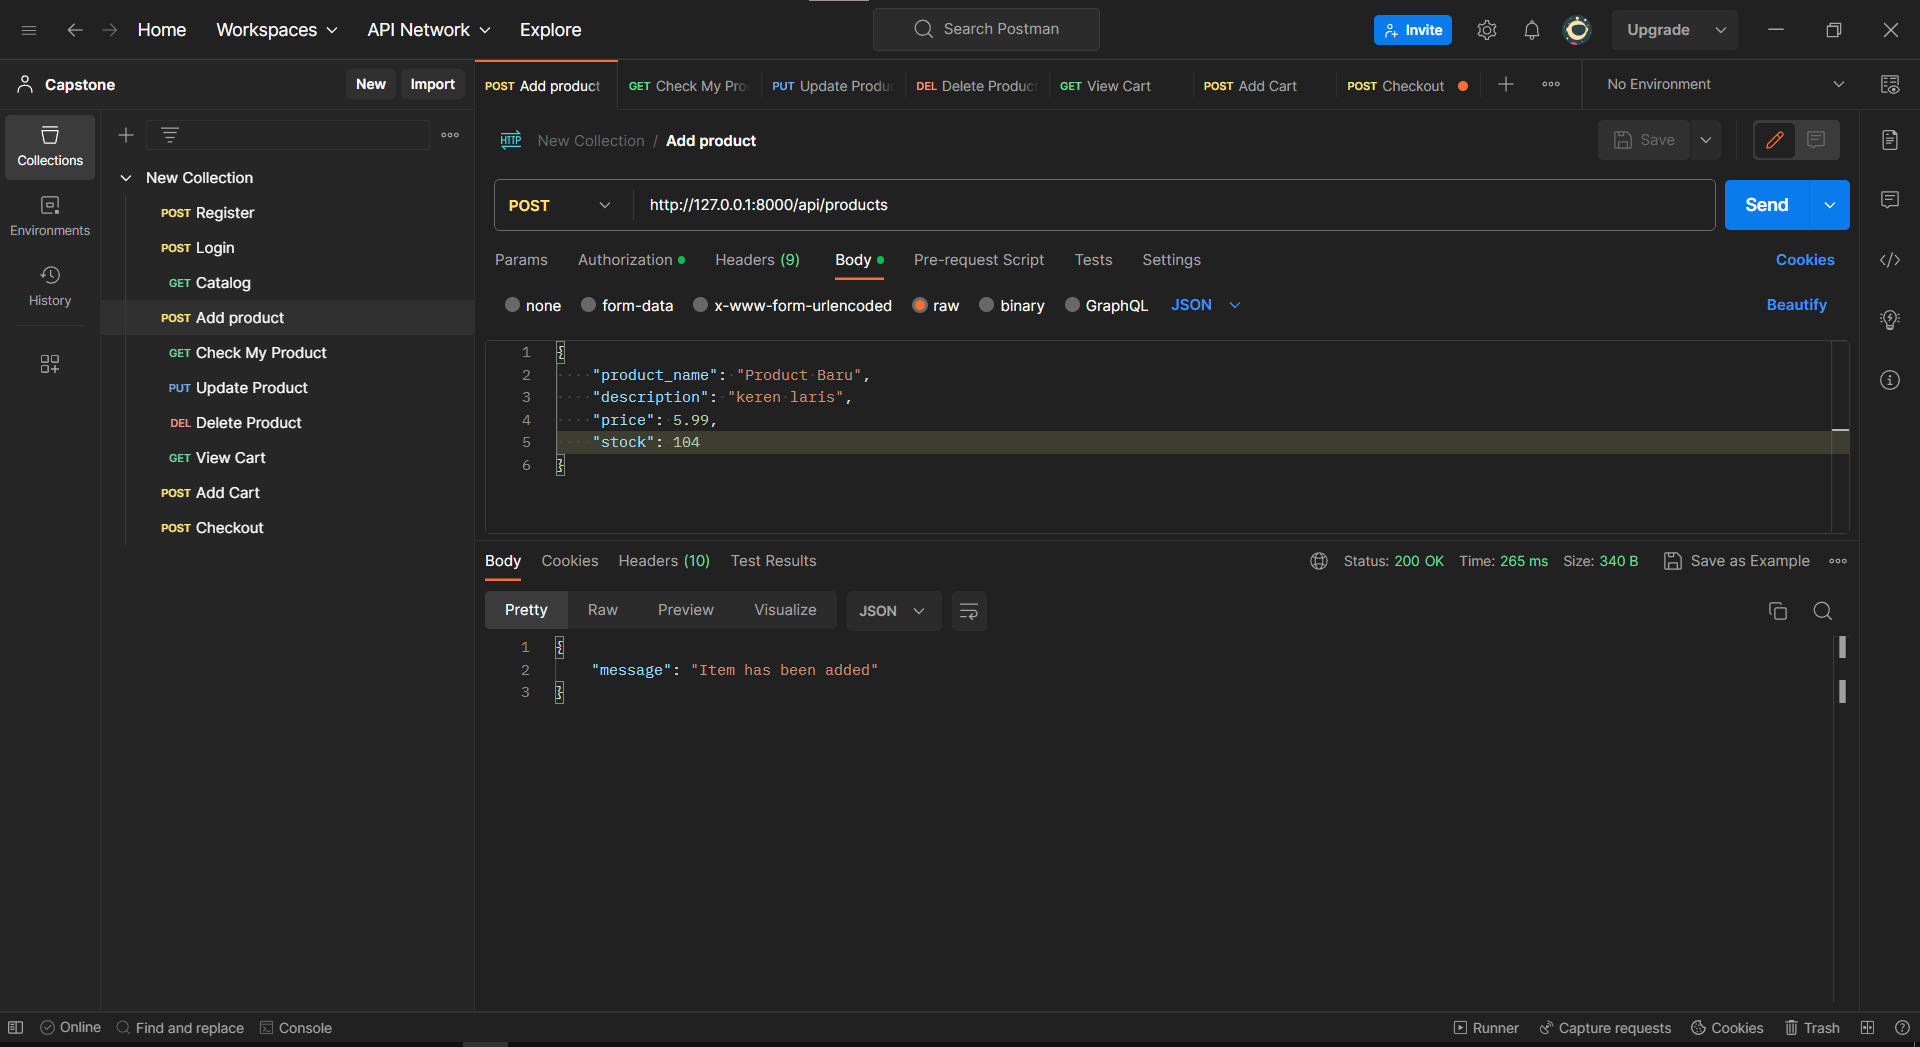 Home Workspaces API Network Explore Search Postman Invite Upgrade
Capstone New Import
POST Add product GET Check My Pro PUT Update Produ DEL Delete Product GET View Cart POST Add Cart POST Checkout No Environment
Collections
Environments
History
New Collection
POST Register
POST Login
GET Catalog
POST Add product
GET Check My Product
PUT Update Product
DEL Delete Product
GET View Cart
POST Add Cart
POST Checkout
HTTP New Collection / Add product Save
POST http://127.0.0.1:8000/api/products Send
Params Authorization Headers (9) Body Pre-request Script Tests Settings Cookies
none form-data x-www-form-urlencoded raw binary GraphQL JSON Beautify
1 {
2 "product_name": "Product Baru",
3 "description": "keren laris",
4 "price": 5.99,
5 "stock": 104
6 }
Body Cookies Headers (10) Test Results Status: 200 OK Time: 265 ms Size: 340 B Save as Example
Pretty Raw Preview Visualize JSON
1 {
2 "message": "Item has been added"
3 }
Online Find and replace Console Runner Capture requests Cookies Trash